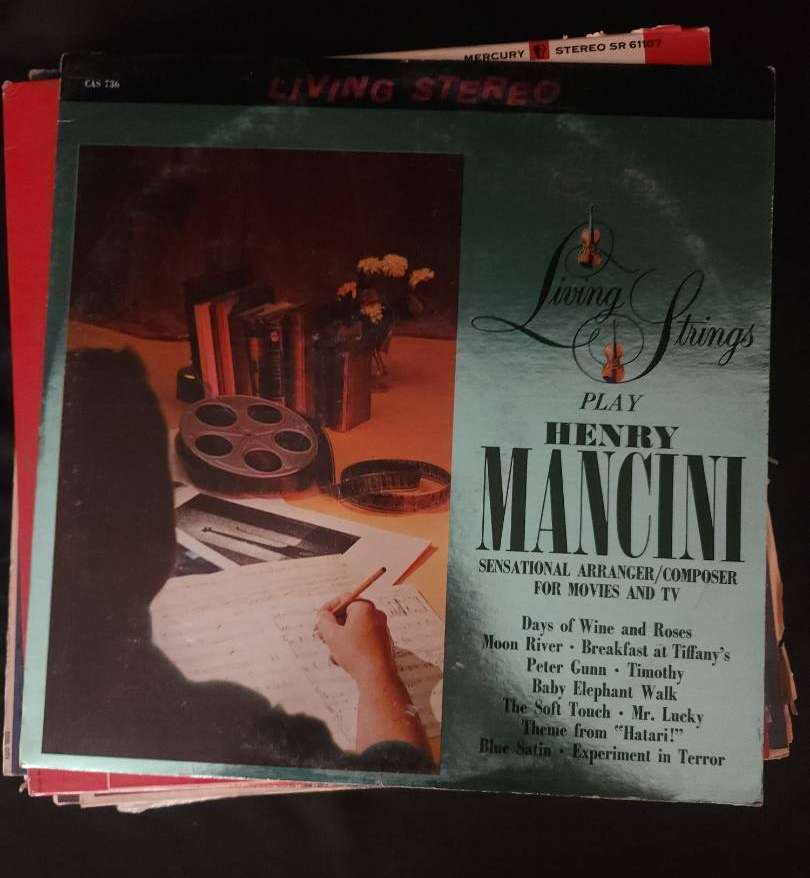 MERCURY STEREO SR 61107
CAS 736
LIVING STEREO
Living Strings
PLAY
HENRY
MANCINI
SENSATIONAL ARRANGER/COMPOSER
FOR MOVIES AND TV
Days of Wine and Roses
Moon River • Breakfast at Tiffany's
Peter Gunn • Timothy
Baby Elephant Walk
The Soft Touch • Mr. Lucky
Theme from "Hatari!"
Blue Satin • Experiment in Terror